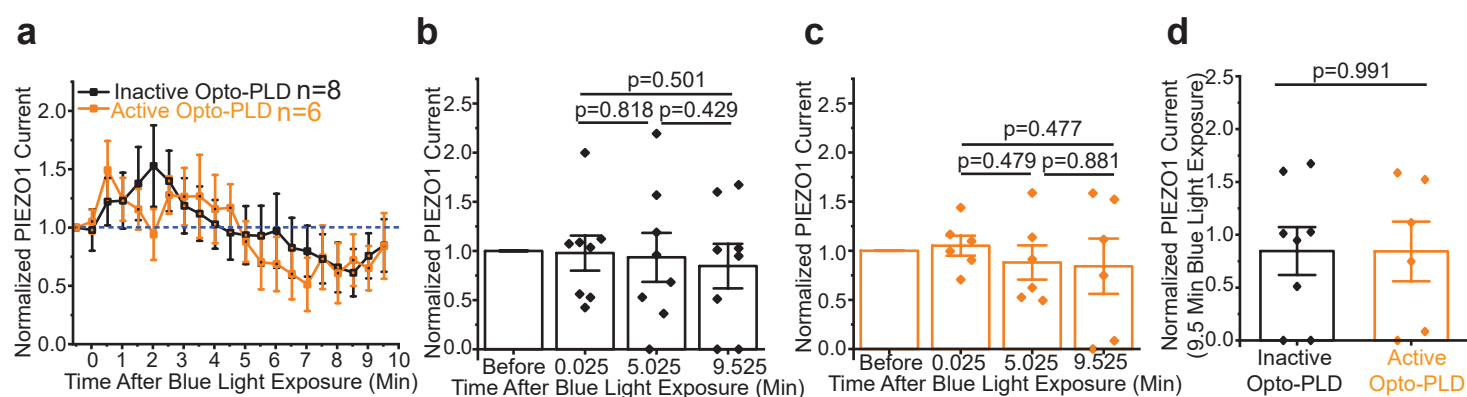 a
Inactive Opto-PLD n=8
Active Opto-PLD n=6
Normalized PIEZO1 Current
2.0
1.5
1.0
0.5
0.0
0 1 2 3 4 5 6 7 8 9 10
Time After Blue Light Exposure (Min)
b
p=0.501
p=0.818 p=0.429
Normalized PIEZO1 Current
2.5
2.0
1.5
1.0
0.5
0.0
Before 0.025 5.025 9.525
Time After Blue Light Exposure (Min)
c
p=0.477
p=0.479 p=0.881
Normalized PIEZO1 Current
2.5
2.0
1.5
1.0
0.5
0.0
Before 0.025 5.025 9.525
Time After Blue Light Exposure (Min)
d
p=0.991
Normalized PIEZO1 Current
(9.5 Min Blue Light Exposure)
2.5
2.0
1.5
1.0
0.5
0.0
Inactive
Opto-PLD
Active
Opto-PLD